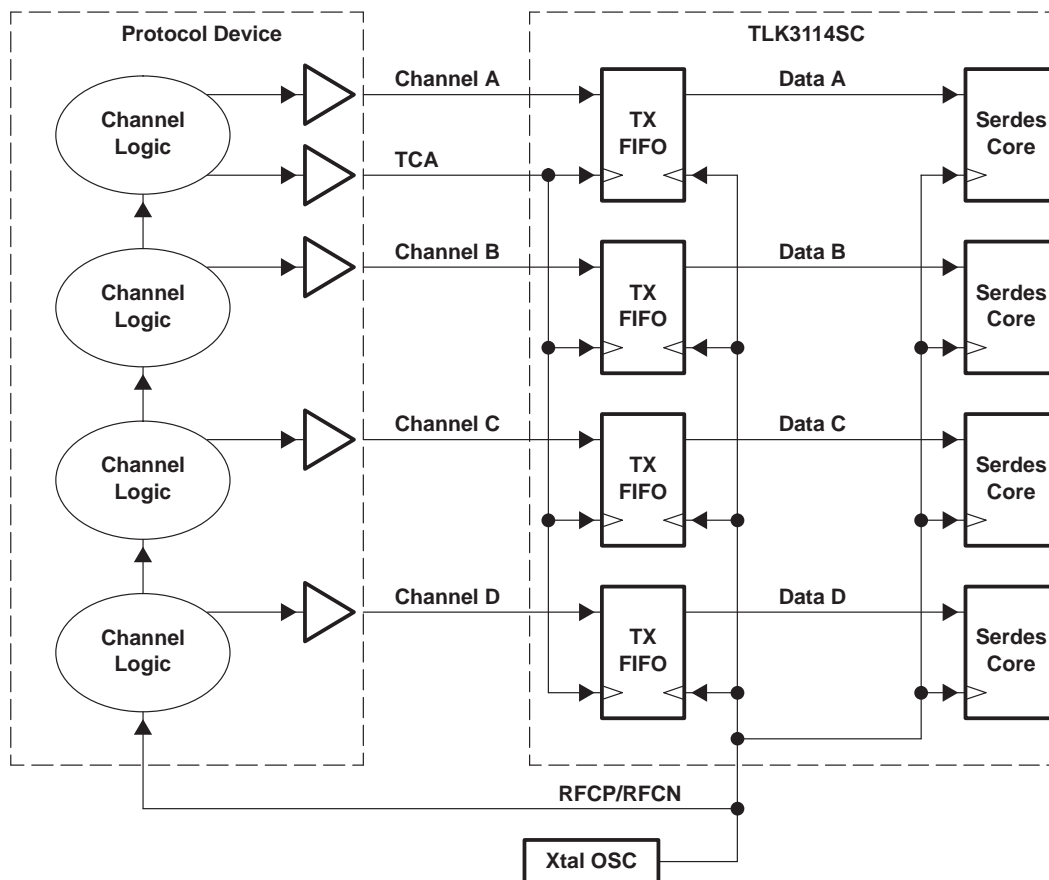 Protocol Device
TLK3114SC
Channel
Logic
Channel A
TX
FIFO
Data A
Serdes
Core
TCA
Channel
Logic
Channel B
TX
FIFO
Data B
Serdes
Core
Channel
Logic
Channel C
TX
FIFO
Data C
Serdes
Core
Channel
Logic
Channel D
TX
FIFO
Data D
Serdes
Core
RFCP/RFCN
Xtal OSC